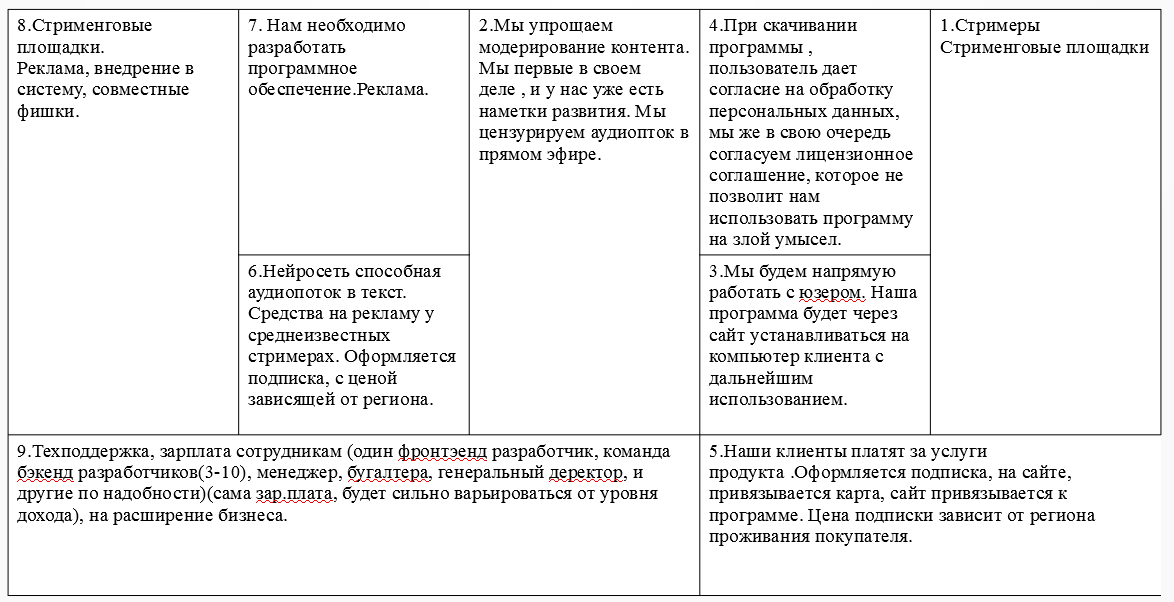 8.Стрименговые
площадки.
Реклама, внедрение в
систему, совместные
фишки.
7. Нам необходимо
разработать
программное
обеспечение.Реклама.
2.Мы упрощаем
модерирование контента.
Мы первые в своем
деле , и у нас уже есть
наметки развития. Мы
цензурируем аудиопток в
прямом эфире.
4.При скачивании
программы ,
пользователь дает
согласие на обработку
персональных данных,
мы же в свою очередь
согласуем лицензионное
соглашение, которое не
позволит нам
использовать программу
на злой умысел.
1.Стримеры
Стрименговые площадки
6.Нейросеть способная
аудиопоток в текст.
Средства на рекламу у
среднеизвестных
стримерах. Оформляется
подписка, с ценой
зависящей от региона.
3.Мы будем напрямую
работать с юзером. Наша
программа будет через
сайт устанавливаться на
компьютер клиента с
дальнейшим
использованием.
9.Техподдержка, зарплата сотрудникам (один фронтэенд разработчик, команда
бэкенд разработчиков(3-10), менеджер, бугалтера, генеральный деректор, и
другие по надобности)(сама зар.плата, будет сильно варьироваться от уровня
дохода), на расширение бизнеса.
5.Наши клиенты платят за услуги
продукта .Оформляется подписка, на сайте,
привязывается карта, сайт привязывается к
программе. Цена подписки зависит от региона
проживания покупателя.